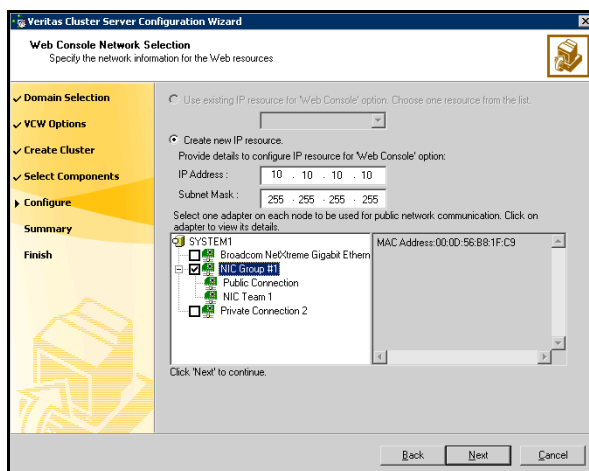 Veritas Cluster Server Configuration Wizard
Web Console Network Selection
Specify the network information for the Web resources
Domain Selection
VCW Options
Create Cluster
Select Components
Configure
Summary
Finish
Use existing IP resource for 'Web Console' option. Choose one resource from the list.
Create new IP resource.
Provide details to configure IP resource for 'Web Console' option:
IP Address : 10 . 10 . 10 . 10
Subnet Mask : 255 . 255 . 255 . 255
Select one adapter on each node to be used for public network communication. Click on
adapter to view its details.
SYSTEM1
Broadcom NetXtreme Gigabit Ethern
NIC Group #1
Public Connection
NIC Team 1
Private Connection 2
MAC Address:00:0D:56:B8:1F:C9
Click 'Next' to continue.
Back Next Cancel